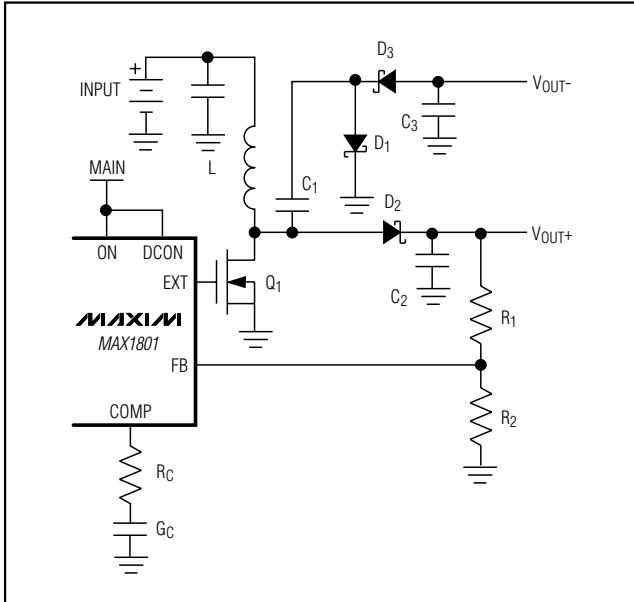 D3
INPUT
+
VOUT-
C3
D1
L
MAIN
C1
D2
VOUT+
ON DCON
C2
EXT
Q1
R1
MAXIM
MAX1801
FB
COMP
R2
RC
GC